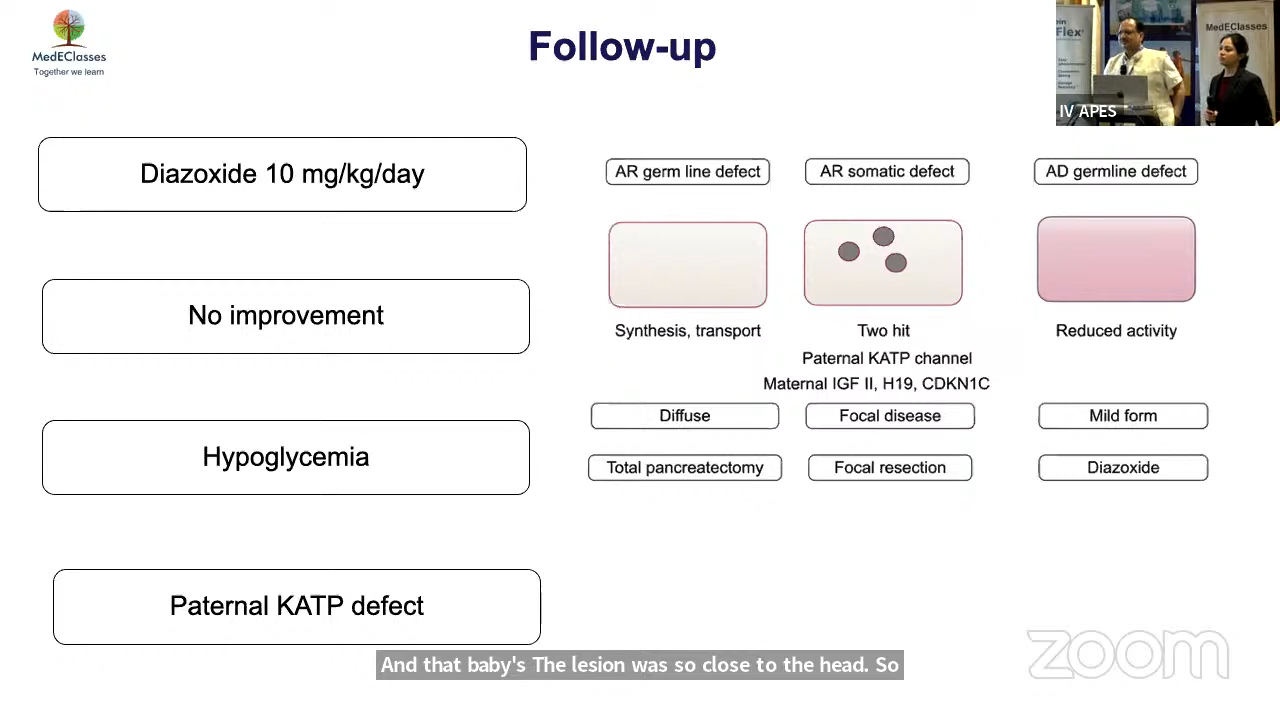 MedEClasses
Together we learn
Follow-up
MedEClasses
Flex
IV APES
Diazoxide 10 mg/kg/day
No improvement
Hypoglycemia
Paternal KATP defect
AR germ line defect
AR somatic defect
AD germline defect
Synthesis, transport
Two hit
Reduced activity
Paternal KATP channel
Maternal IGF II, H19, CDKN1C
Diffuse
Focal disease
Mild form
Total pancreatectomy
Focal resection
Diazoxide
And that baby's The lesion was so close to the head. So
zoom